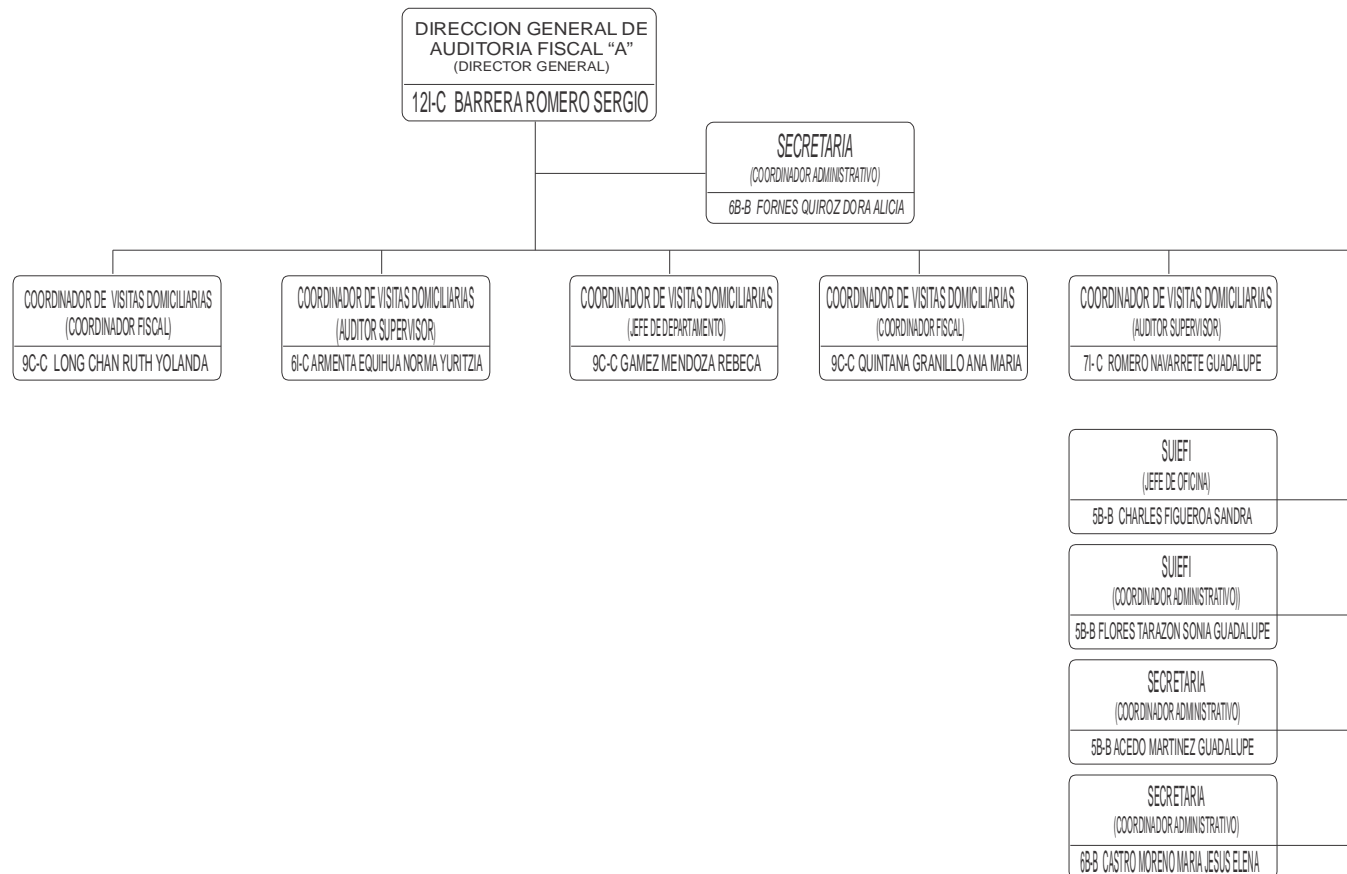 DIRECCION GENERAL DE
AUDITORIA FISCAL “A”
(DIRECTOR GENERAL)
12I-C BARRERA ROMERO SERGIO
SECRETARIA
(COORDINADOR ADMINISTRATIVO)
6B-B FORNES QUIROZ DORA ALICIA
COORDINADOR DE VISITAS DOMICILIARIAS
(COORDINADOR FISCAL)
9C-C LONG CHAN RUTH YOLANDA
COORDINADOR DE VISITAS DOMICILIARIAS
(AUDITOR SUPERVISOR)
6I-C ARMENTA EQUIHUA NORMA YURITZIA
COORDINADOR DE VISITAS DOMICILIARIAS
(JEFE DE DEPARTAMENTO)
9C-C GAMEZ MENDOZA REBECA
COORDINADOR DE VISITAS DOMICILIARIAS
(COORDINADOR FISCAL)
9C-C QUINTANA GRANILLO ANA MARIA
COORDINADOR DE VISITAS DOMICILIARIAS
(AUDITOR SUPERVISOR)
7I- C ROMERO NAVARRETE GUADALUPE
SUIEFI
(JEFE DE OFICINA)
5B-B CHARLES FIGUEROA SANDRA
SUIEFI
(COORDINADOR ADMINISTRATIVO))
5B-B FLORES TARAZON SONIA GUADALUPE
SECRETARIA
(COORDINADOR ADMINISTRATIVO)
5B-B ACEDO MARTINEZ GUADALUPE
SECRETARIA
(COORDINADOR ADMINISTRATIVO)
6B-B CASTRO MORENO MARIA JESUS ELENA